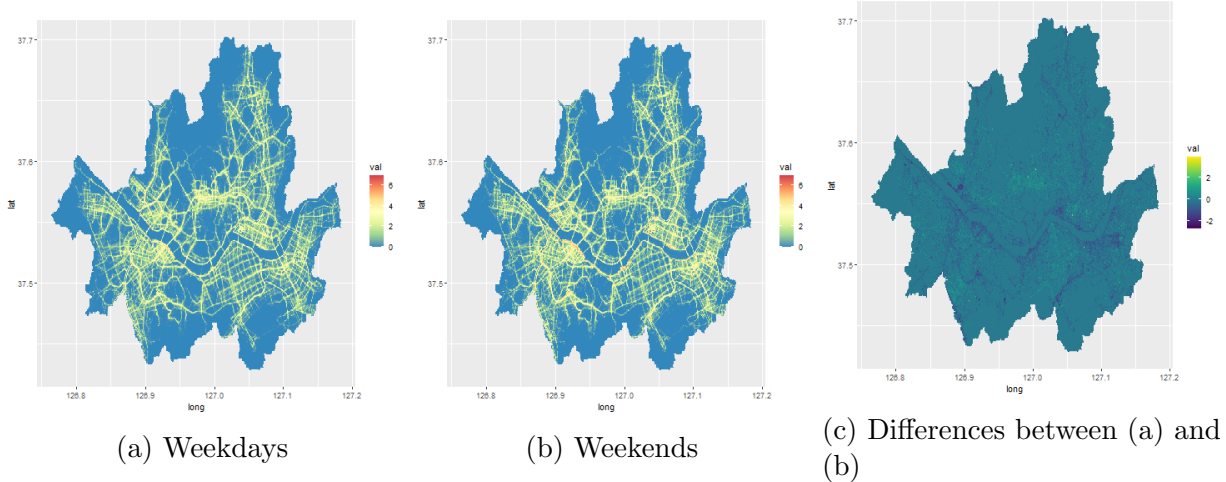 37.7
37.6
37.5
lat
126.8 126.9 127.0 127.1 127.2
long
val
6
4
2
0
(a) Weekdays
37.7
37.6
37.5
lat
126.8 126.9 127.0 127.1 127.2
long
val
6
4
2
0
(b) Weekends
37.7
37.6
37.5
lat
126.8 126.9 127.0 127.1 127.2
long
val
2
0
-2
(c) Differences between (a) and
(b)